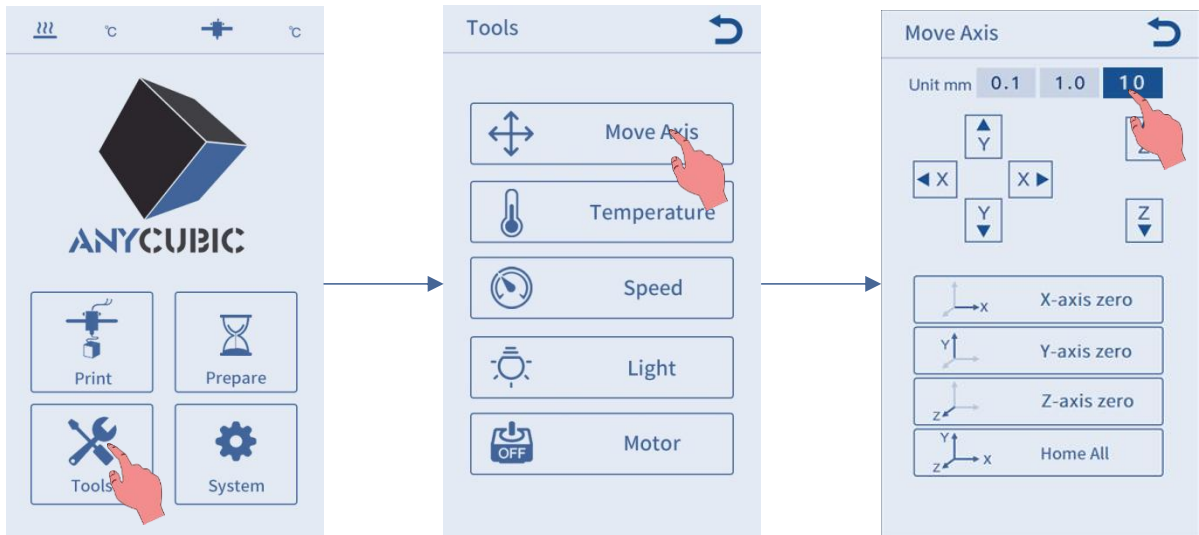 ℃
℃
ANYCUBIC
Print
Prepare
Tools
System
Tools
Move Axis
Temperature
Speed
Light
OFF
Motor
Move Axis
Unit mm 0.1 1.0 10
Y
Z
X X
Y
Z
X X-axis zero
Y Y-axis zero
Z Z-axis zero
Y
Z X Home All